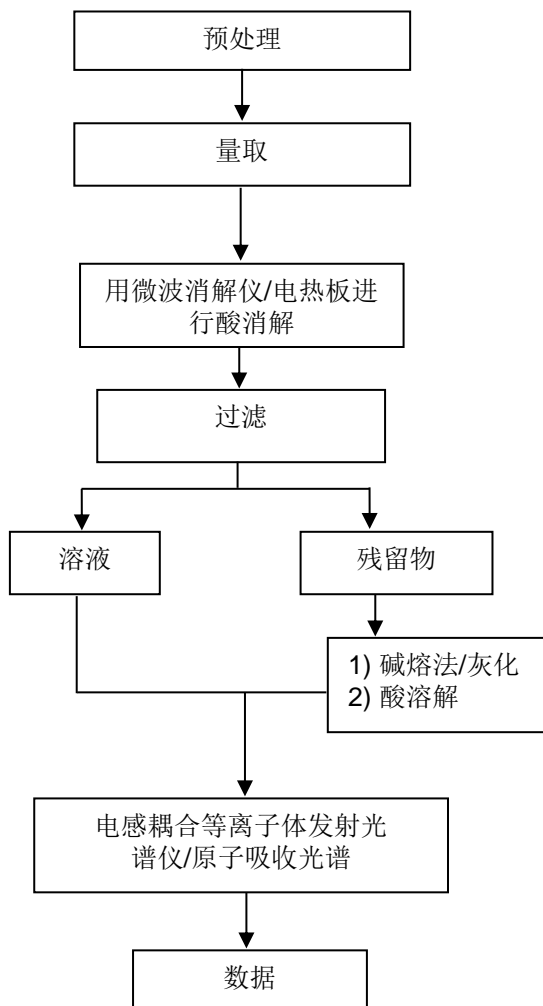 预处理
量取
用微波消解仪/电热板进
行酸消解
过滤
溶液
残留物
1) 碱熔法/灰化
2) 酸溶解
电感耦合等离子体发射光
谱仪/原子吸收光谱
数据